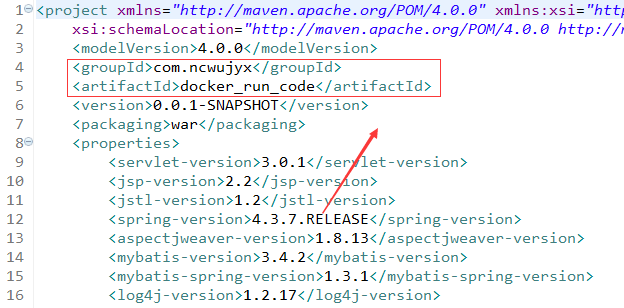 1 <project xmlns="http://maven.apache.org/POM/4.0.0" xmlns:xsi="http
2 xsi:schemaLocation="http://maven.apache.org/POM/4.0.0 http://m
3 <modelVersion>4.0.0</modelVersion>
4 <groupId>com.ncwujyx</groupId>
5 <artifactId>docker_run_code</artifactId>
6 <version>0.0.1-SNAPSHOT</version>
7 <packaging>war</packaging>
8 <properties>
9 <servlet-version>3.0.1</servlet-version>
10 <jsp-version>2.2</jsp-version>
11 <jstl-version>1.2</jstl-version>
12 <spring-version>4.3.7.RELEASE</spring-version>
13 <aspectjweaver-version>1.8.13</aspectjweaver-version>
14 <mybatis-version>3.4.2</mybatis-version>
15 <mybatis-spring-version>1.3.1</mybatis-spring-version>
16 <log4j-version>1.2.17</log4j-version>